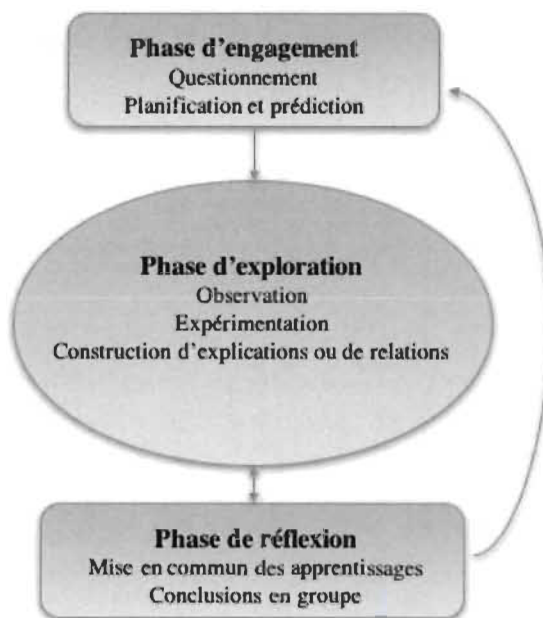 Phase d'engagement
Questionnement
Planification et prédiction
Phase d'exploration
Observation
Expérimentation
Construction d'explications ou de relations
Phase de réflexion
Mise en commun des apprentissages
Conclusions en groupe